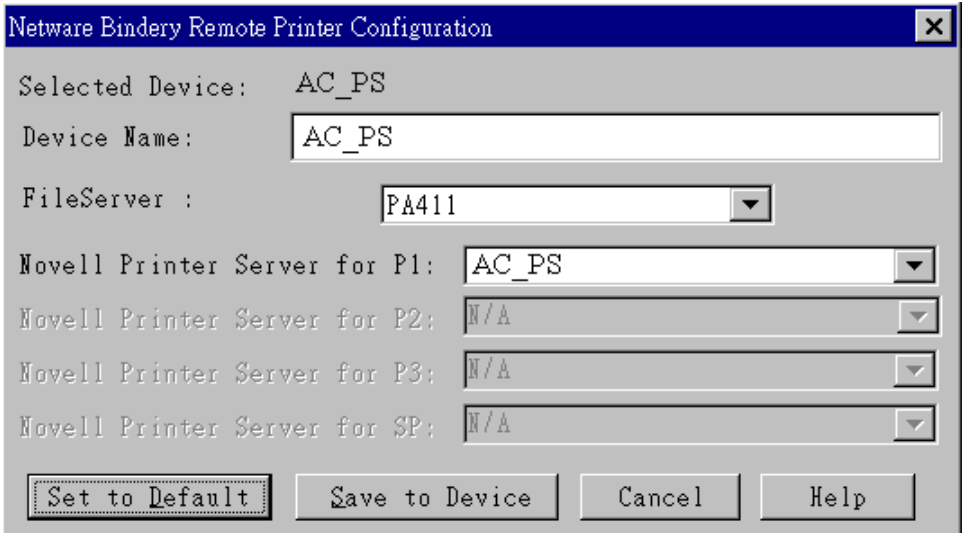 Netware Bindery Remote Printer Configuration
Selected Device: AC_PS
Device Name: AC_PS
FileServer : PA411
Novell Printer Server for P1: AC_PS
Novell Printer Server for P2: N/A
Novell Printer Server for P3: N/A
Novell Printer Server for SP: N/A
Set to Default Save to Device Cancel Help